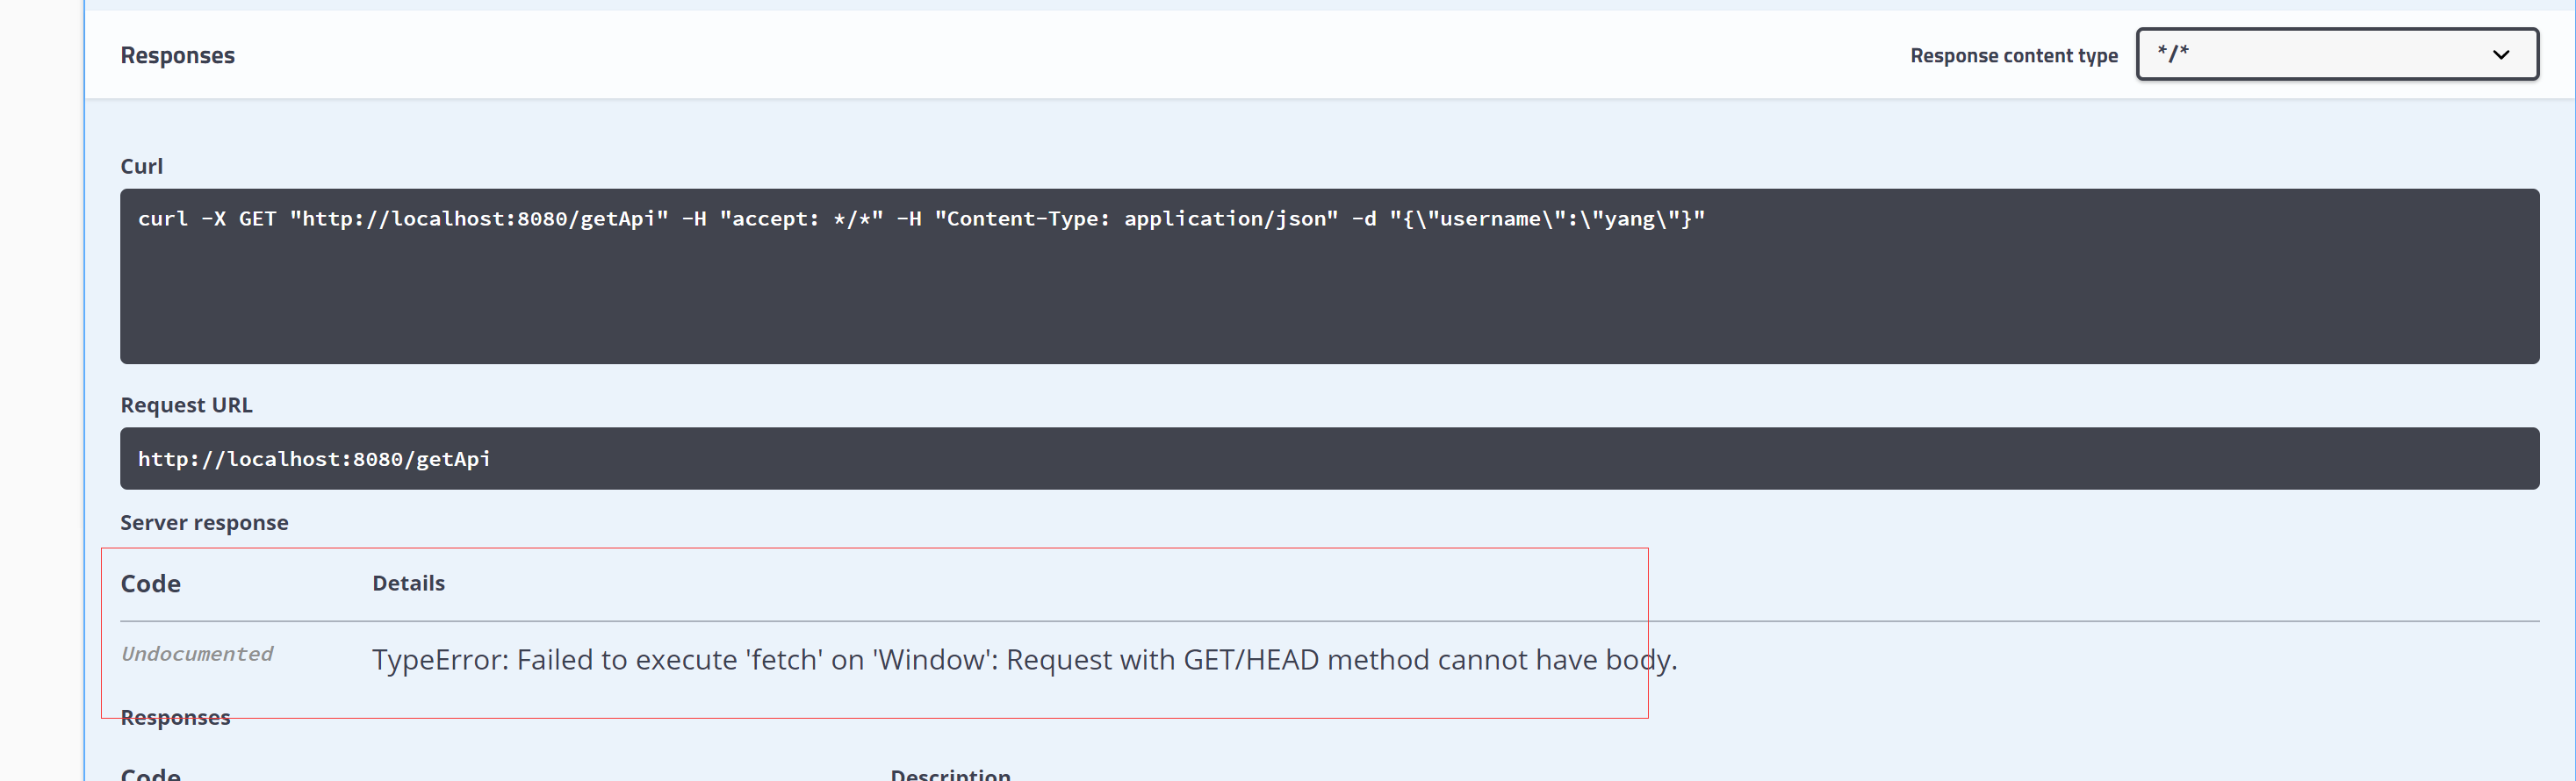 Responses
Response content type
*/*
Curl
curl -X GET "http://localhost:8080/getApi" -H "accept: */*" -H "Content-Type: application/json" -d "{\"username\":\"yang\"}"
Request URL
http://localhost:8080/getApi
Server response
Code Details
Undocumented TypeError: Failed to execute 'fetch' on 'Window': Request with GET/HEAD method cannot have body.
Responses
Code Description